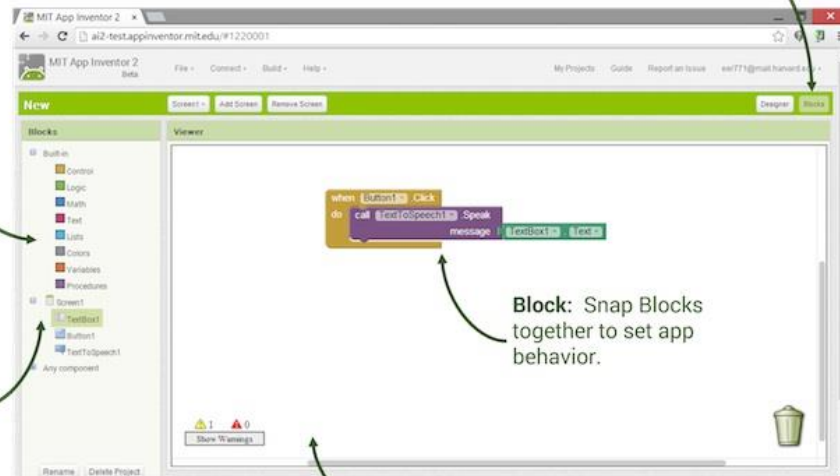 MIT App Inventor 2
ai2-test.appinventor.mit.edu/#1220001
MIT App Inventor 2
Beta
File Connect Build Help
My Projects Guide Report an Issue
New
Screen1 Add Screen Remove Screen
Designer Blocks
Blocks
Viewer
Built-in
Control
Logic
Math
Text
Lists
Colors
Variables
Procedures
Screen1
TextBox1
Button1
TextToSpeech1
Any component
when Button1 .Click
do call TextToSpeech1 .Speak
message TextBox1 . Text
Block: Snap Blocks
together to set app
behavior.
1 0
Show Warnings
Rename Delete Project